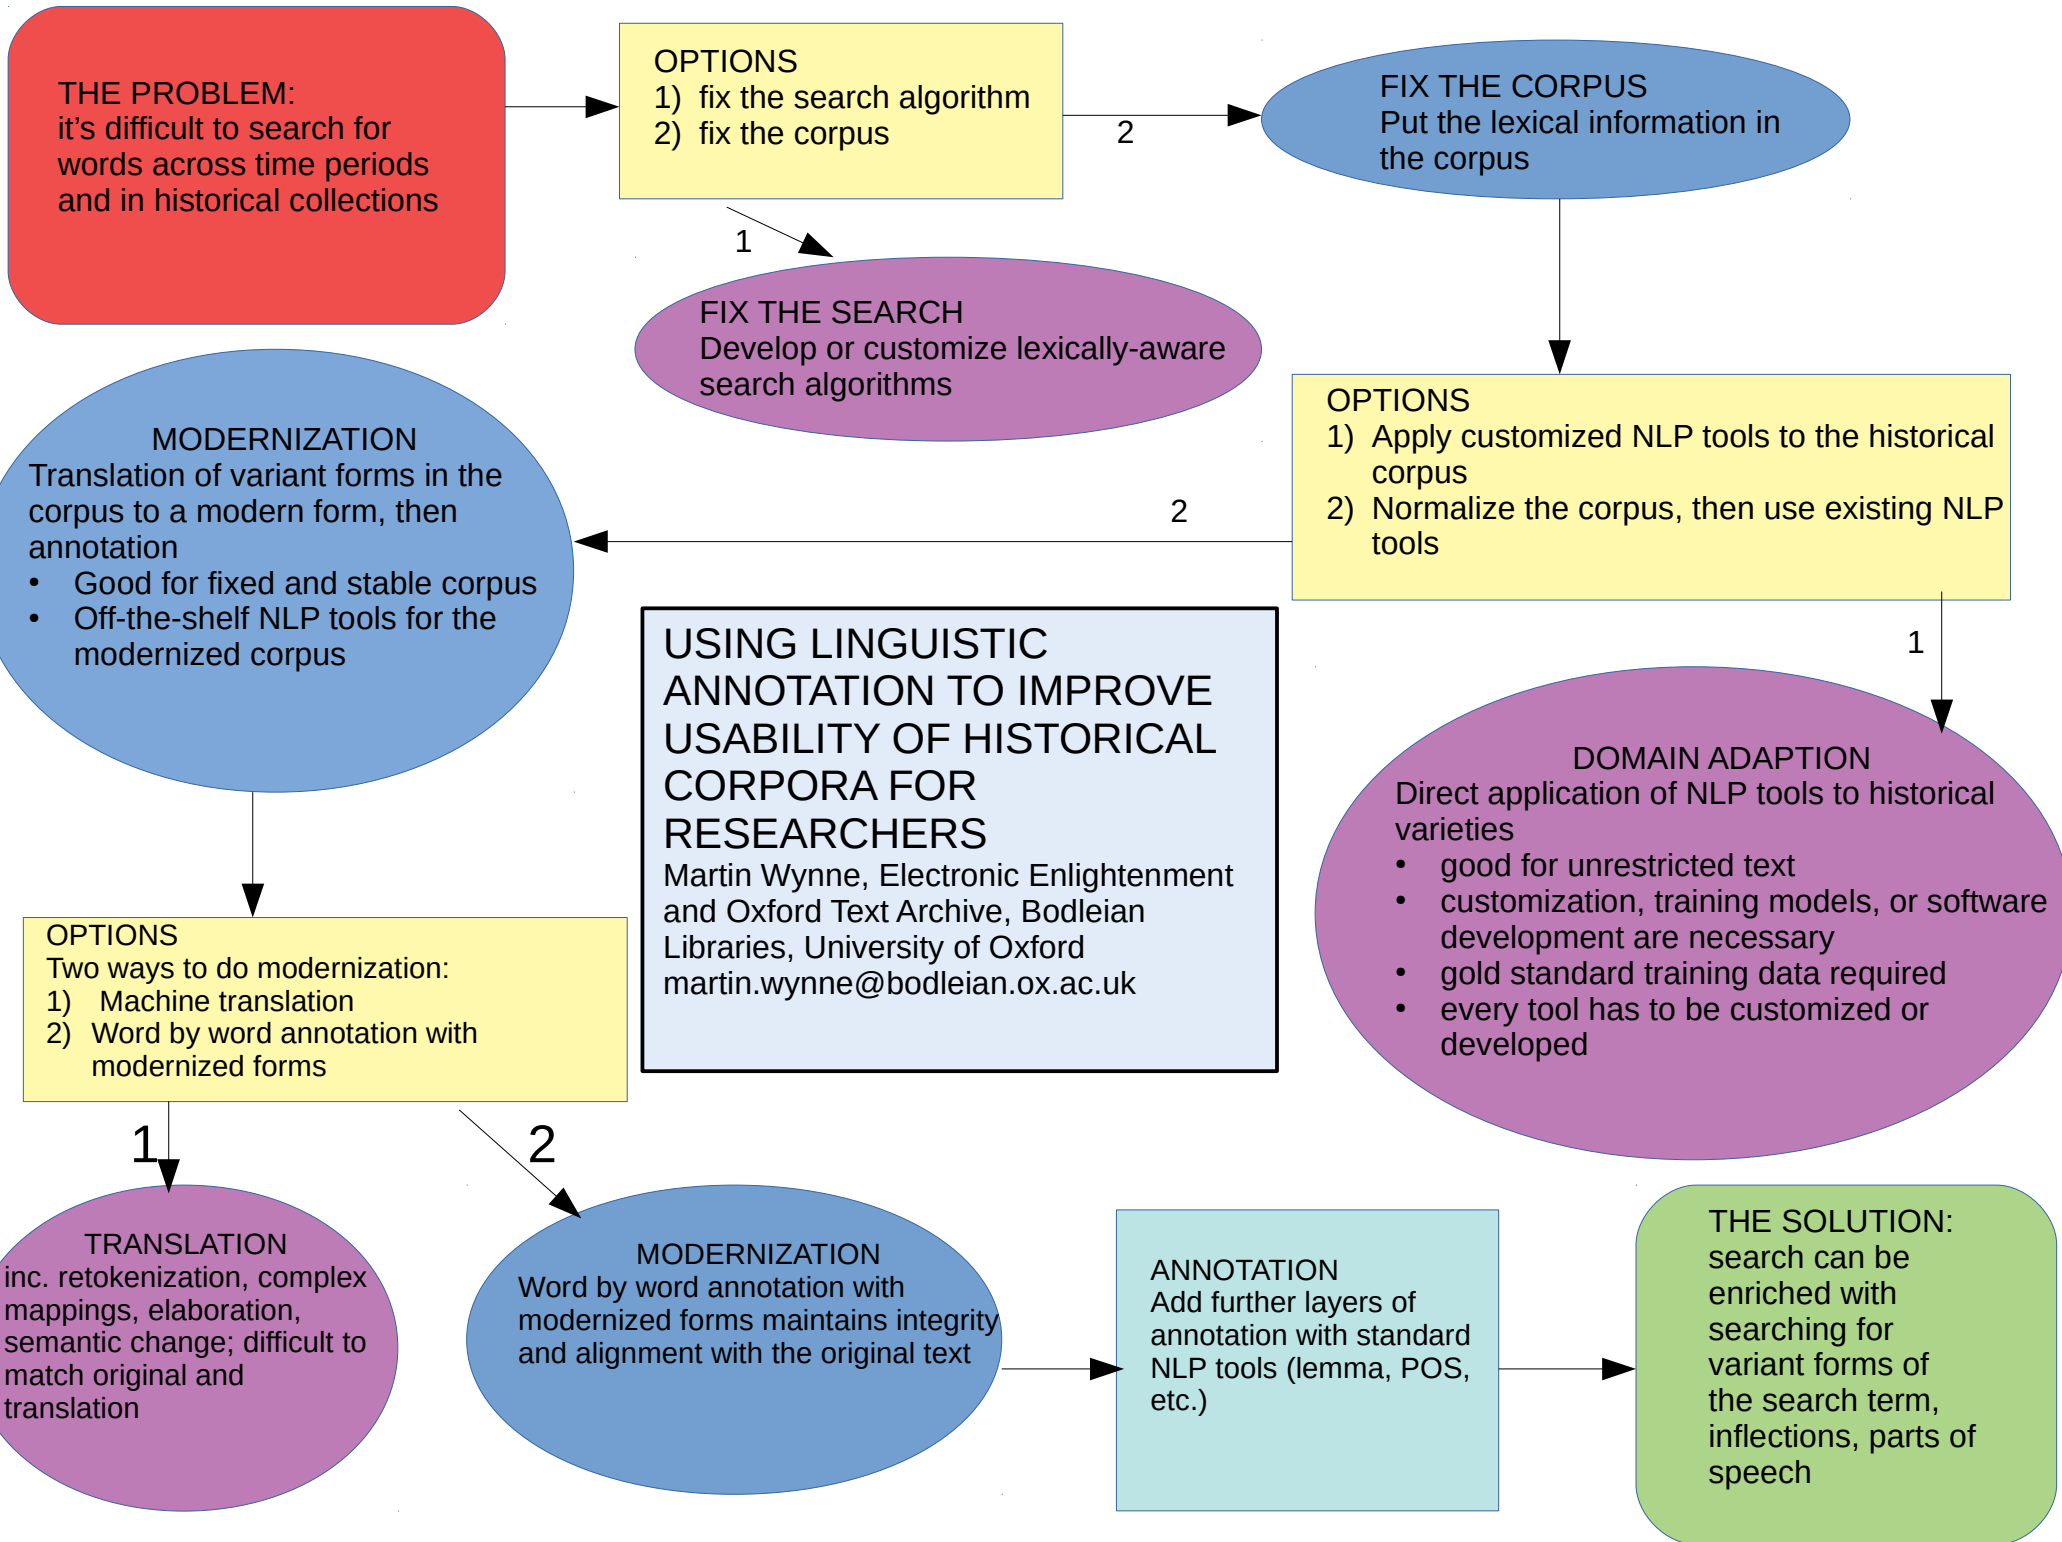 THE PROBLEM:
it’s difficult to search for
words across time periods
and in historical collections
OPTIONS
1) fix the search algorithm
2) fix the corpus
2
FIX THE CORPUS
Put the lexical information in
the corpus
1
FIX THE SEARCH
Develop or customize lexically-aware
search algorithms
OPTIONS
1) Apply customized NLP tools to the historical
corpus
2) Normalize the corpus, then use existing NLP
tools
2
1
MODERNIZATION
Translation of variant forms in the
corpus to a modern form, then
annotation
• Good for fixed and stable corpus
• Off-the-shelf NLP tools for the
modernized corpus
USING LINGUISTIC
ANNOTATION TO IMPROVE
USABILITY OF HISTORICAL
CORPORA FOR
RESEARCHERS
Martin Wynne, Electronic Enlightenment
and Oxford Text Archive, Bodleian
Libraries, University of Oxford
martin.wynne@bodleian.ox.ac.uk
DOMAIN ADAPTION
Direct application of NLP tools to historical
varieties
• good for unrestricted text
• customization, training models, or software
development are necessary
• gold standard training data required
• every tool has to be customized or
developed
OPTIONS
Two ways to do modernization:
1) Machine translation
2) Word by word annotation with
modernized forms
1
2
TRANSLATION
inc. retokenization, complex
mappings, elaboration,
semantic change; difficult to
match original and
translation
MODERNIZATION
Word by word annotation with
modernized forms maintains integrity
and alignment with the original text
ANNOTATION
Add further layers of
annotation with standard
NLP tools (lemma, POS,
etc.)
THE SOLUTION:
search can be
enriched with
searching for
variant forms of
the search term,
inflections, parts of
speech